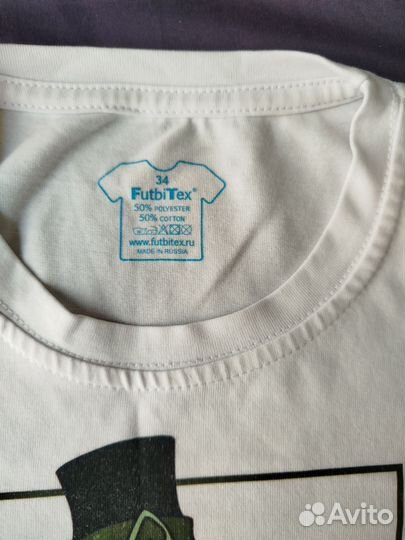 34
FutbiTex®
50% POLYESTER
50% COTTON
www.futbitex.ru
MADE IN RUSSIA
Avito